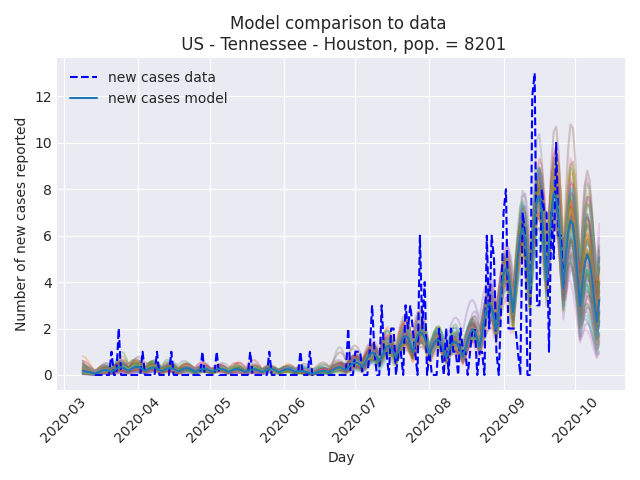 Model comparison to data
US - Tennessee - Houston, pop. = 8201
new cases data
new cases model
Number of new cases reported
12
10
8
6
4
2
0
2020-03
2020-04
2020-05
2020-06
2020-07
2020-08
2020-09
2020-10
Day